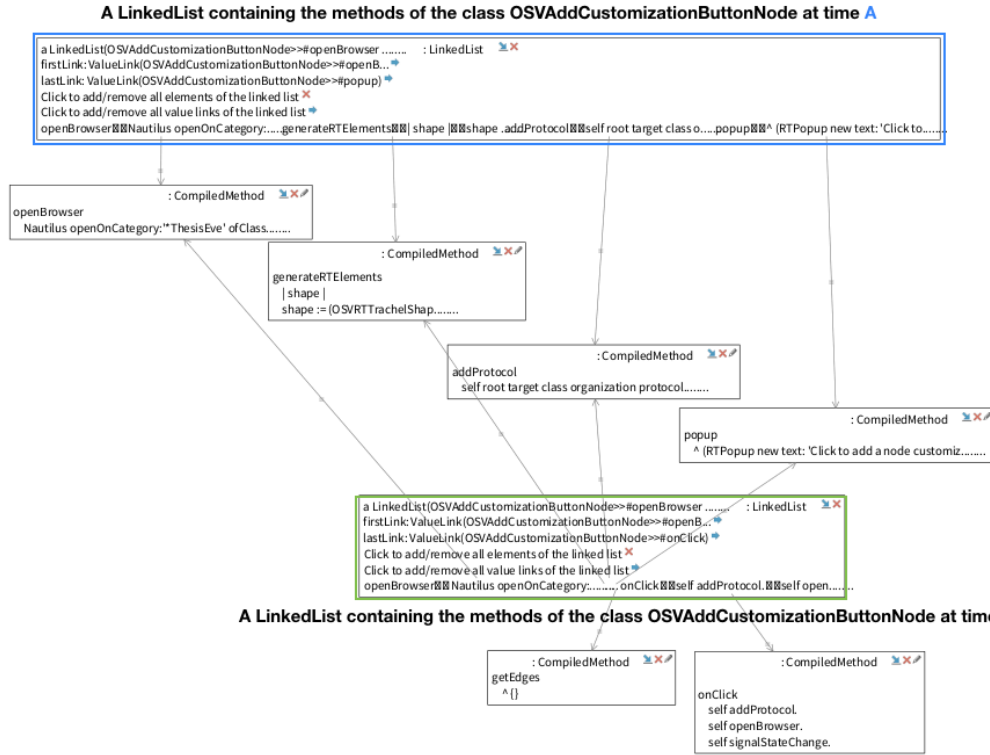 A LinkedList containing the methods of the class OSVAddCustomizationButtonNode at time A
a LinkedList(OSVAddCustomizationButtonNode>>#openBrowser ........ : LinkedList
firstLink: ValueLink(OSVAddCustomizationButtonNode>>#openB...
lastLink: ValueLink(OSVAddCustomizationButtonNode>>#popup)
Click to add/remove all elements of the linked list
Click to add/remove all value links of the linked list
openBrowser Nautilus openOnCategory:.....generateRTElements | shape | shape .addProtocol self root target class o.....popup ^ (RTPopup new text: 'Click to........
: CompiledMethod
openBrowser
Nautilus openOnCategory:'*ThesisEve' ofClass........
: CompiledMethod
generateRTElements
| shape |
shape := (OSVRTTrachelShap........
: CompiledMethod
addProtocol
self root target class organization protocol........
: CompiledMethod
popup
^ (RTPopup new text: 'Click to add a node customiz........
a LinkedList(OSVAddCustomizationButtonNode>>#openBrowser ........ : LinkedList
firstLink: ValueLink(OSVAddCustomizationButtonNode>>#openB...
lastLink: ValueLink(OSVAddCustomizationButtonNode>>#onClick)
Click to add/remove all elements of the linked list
Click to add/remove all value links of the linked list
openBrowser Nautilus openOnCategory:.......... onClick self addProtocol. self open........
A LinkedList containing the methods of the class OSVAddCustomizationButtonNode at time
: CompiledMethod
getEdges
^ {}
: CompiledMethod
onClick
self addProtocol.
self openBrowser.
self signalStateChange.